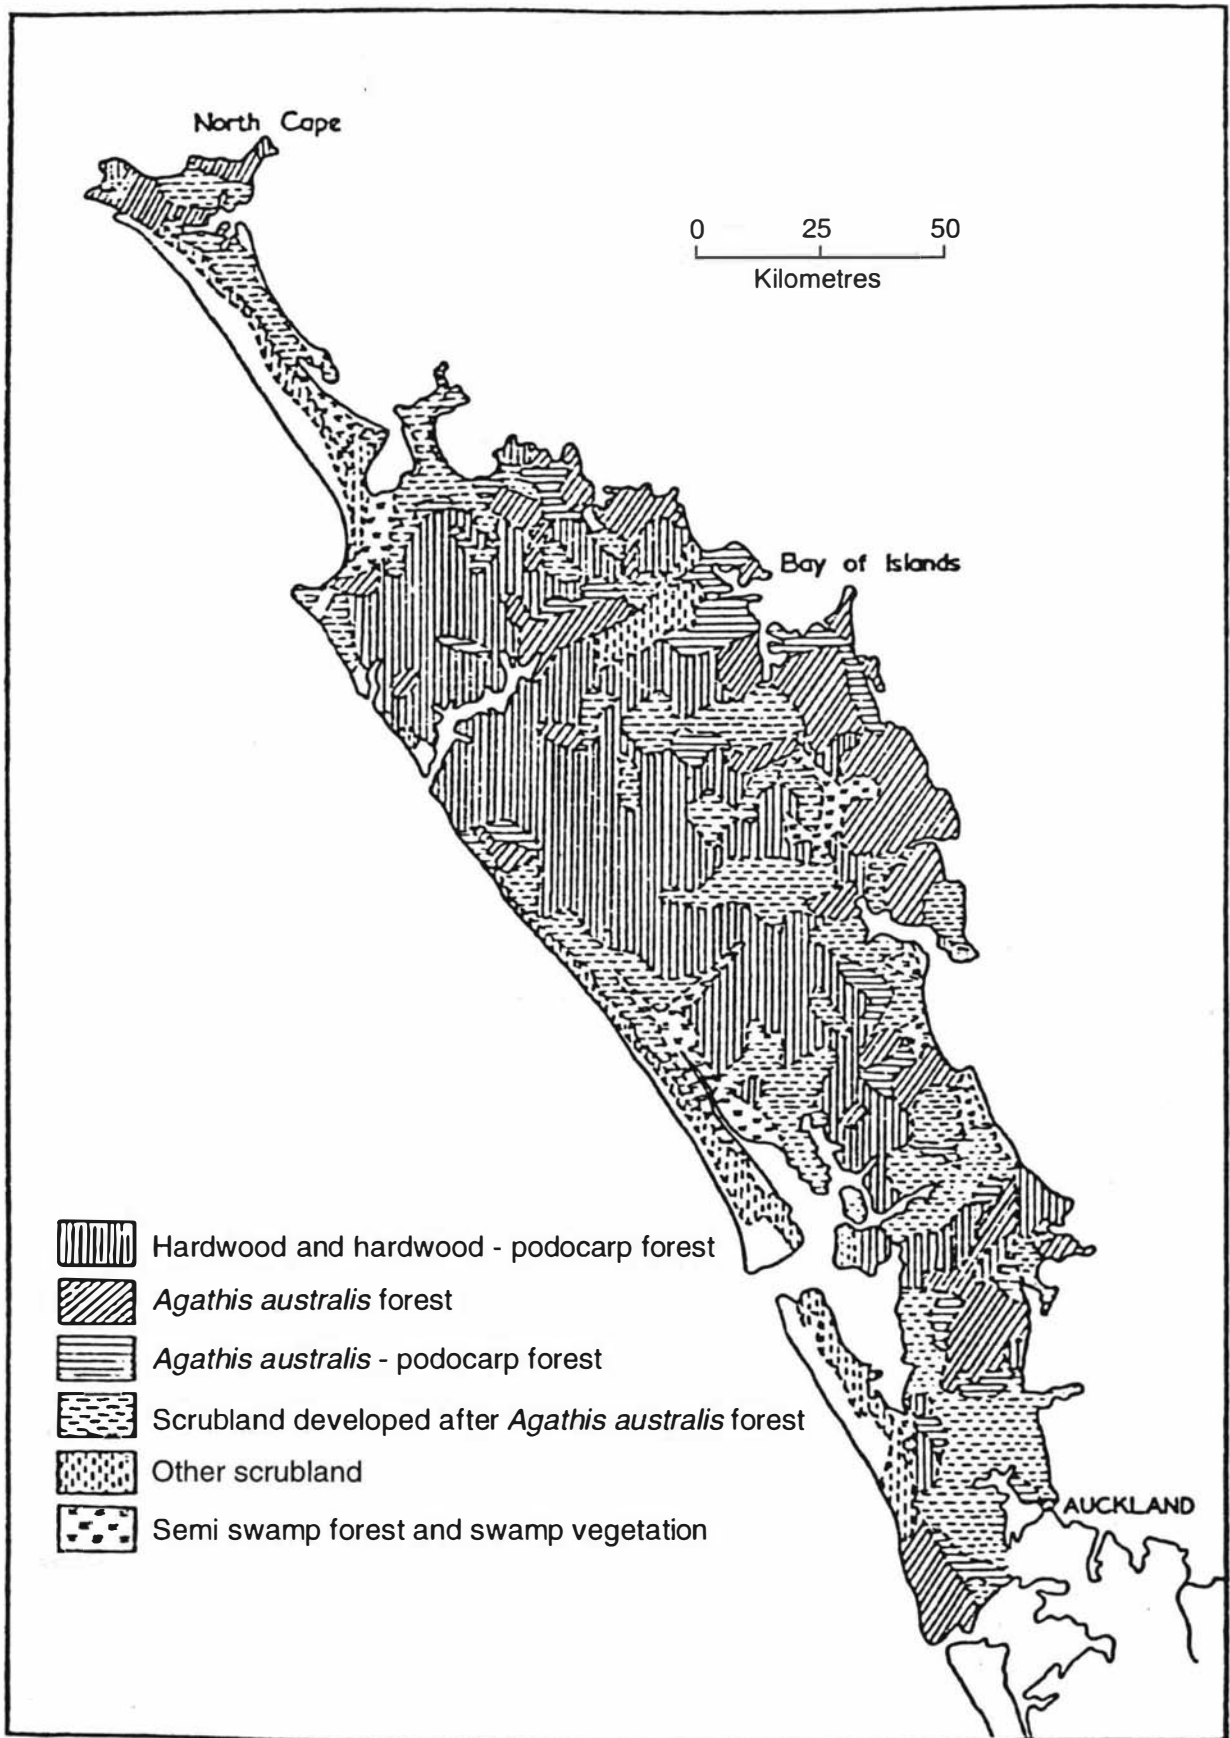 North Cape
0 25 50
Kilometres
Bay of Islands
Hardwood and hardwood - podocarp forest
Agathis australis forest
Agathis australis - podocarp forest
Scrubland developed after Agathis australis forest
Other scrubland
Semi swamp forest and swamp vegetation
AUCKLAND